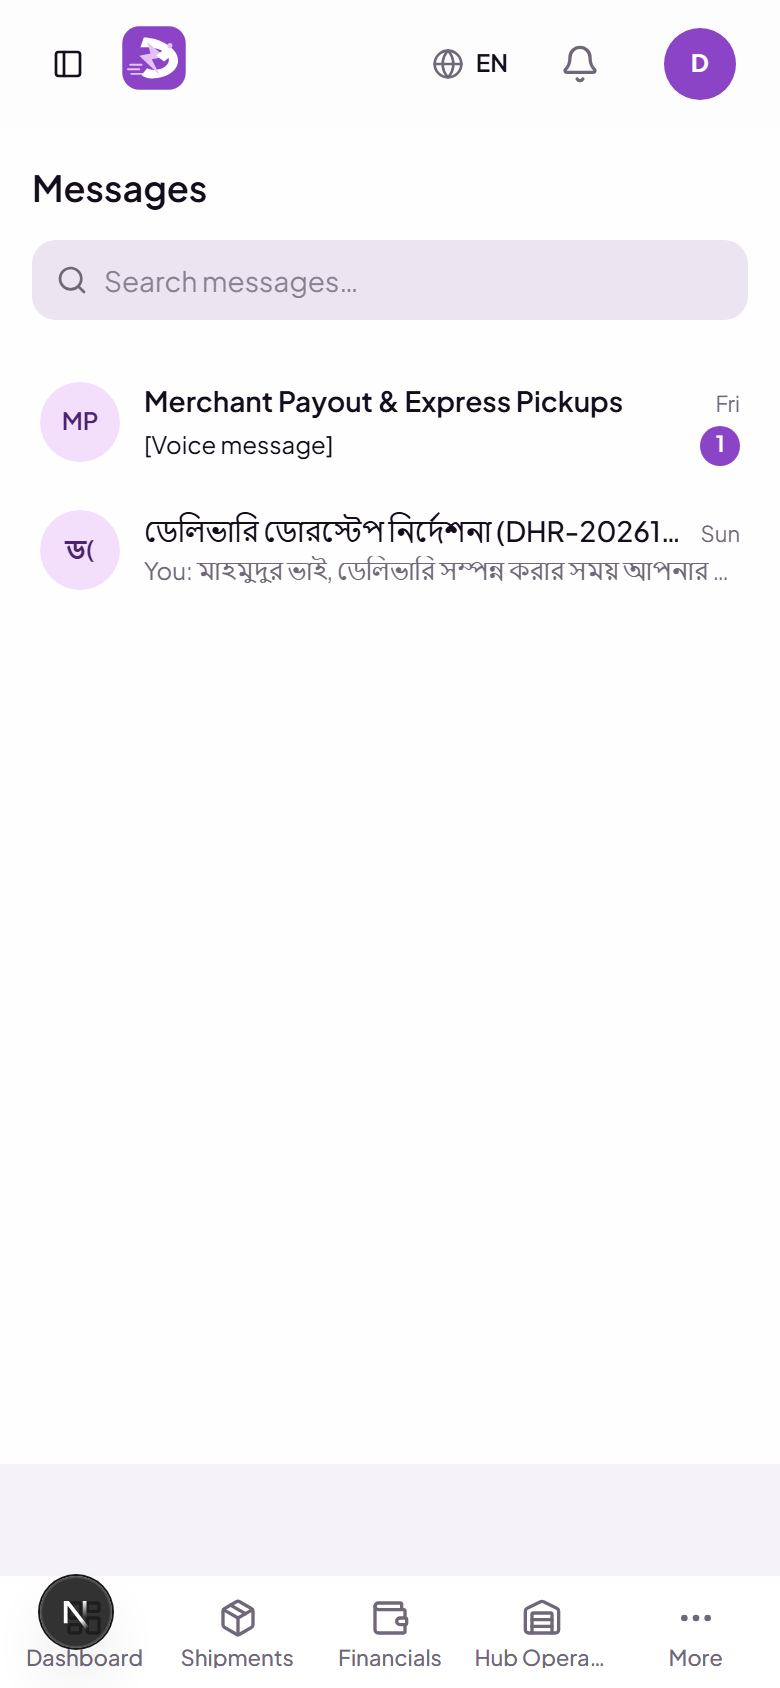 EN
D
Messages
Search messages...
MP
Merchant Payout & Express Pickups
Fri
[Voice message]
1
ড(
ডেলিভারি ডোরস্টেপ নির্দেশনা (DHR-20261...
Sun
You: মাহমুদুর ভাই, ডেলিভারি সম্পন্ন করার সময় আপনার ...
N
Dashboard
Shipments
Financials
Hub Opera...
More